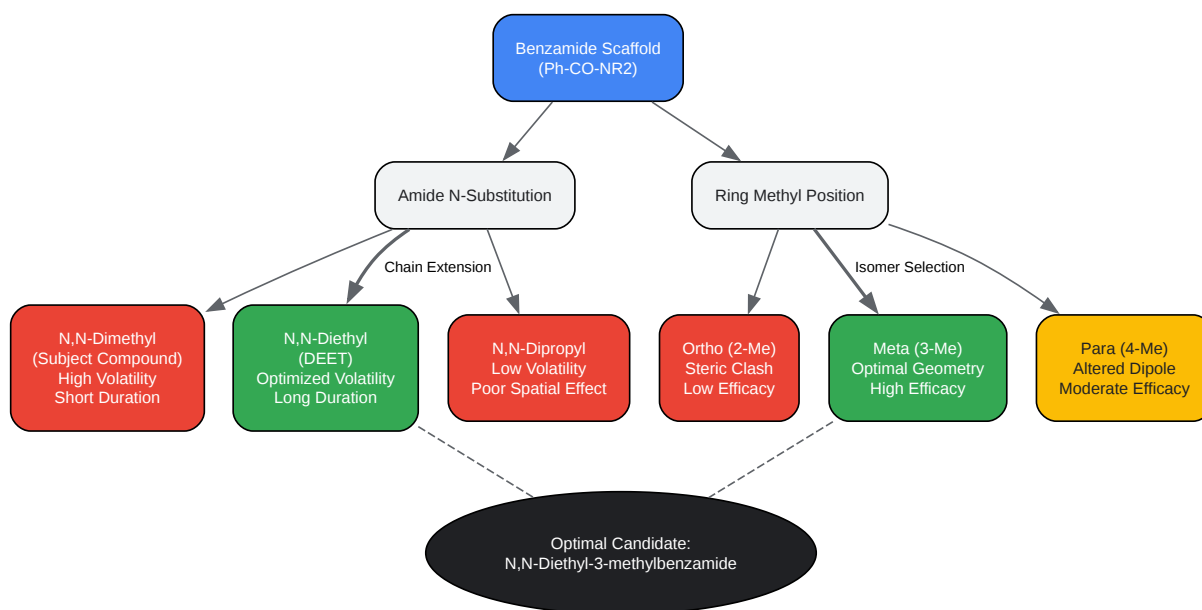 Benzamide Scaffold
(Ph-CO-NR2)
Amide N-Substitution
Ring Methyl Position
Chain Extension
Isomer Selection
N,N-Dimethyl
(Subject Compound)
High Volatility
Short Duration
N,N-Diethyl
(DEET)
Optimized Volatility
Long Duration
N,N-Dipropyl
Low Volatility
Poor Spatial Effect
Ortho (2-Me)
Steric Clash
Low Efficacy
Meta (3-Me)
Optimal Geometry
High Efficacy
Para (4-Me)
Altered Dipole
Moderate Efficacy
Optimal Candidate:
N,N-Diethyl-3-methylbenzamide